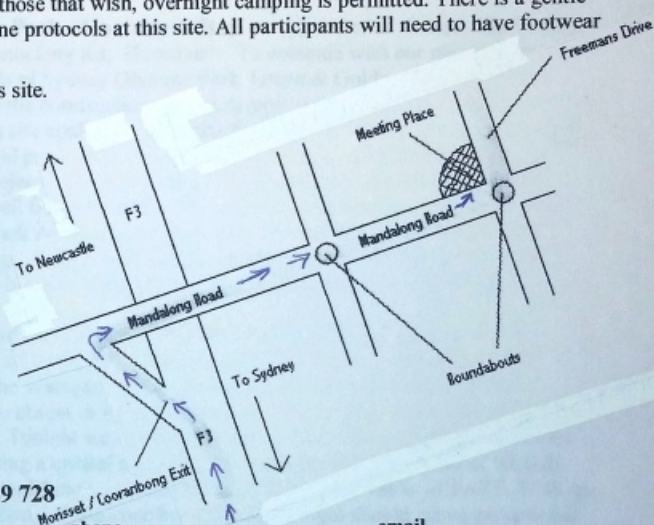 those that wish, overnight camping is permitted. There is a gentle
ne protocols at this site. All participants will need to have footwear
s site.
Freemans Drive
Meeting Place
F3
To Newcastle
Mandalong Road
Mandalong Road
Roundabouts
To Sydney
F3
Morisset / Cooranbong Exit
9 728
email